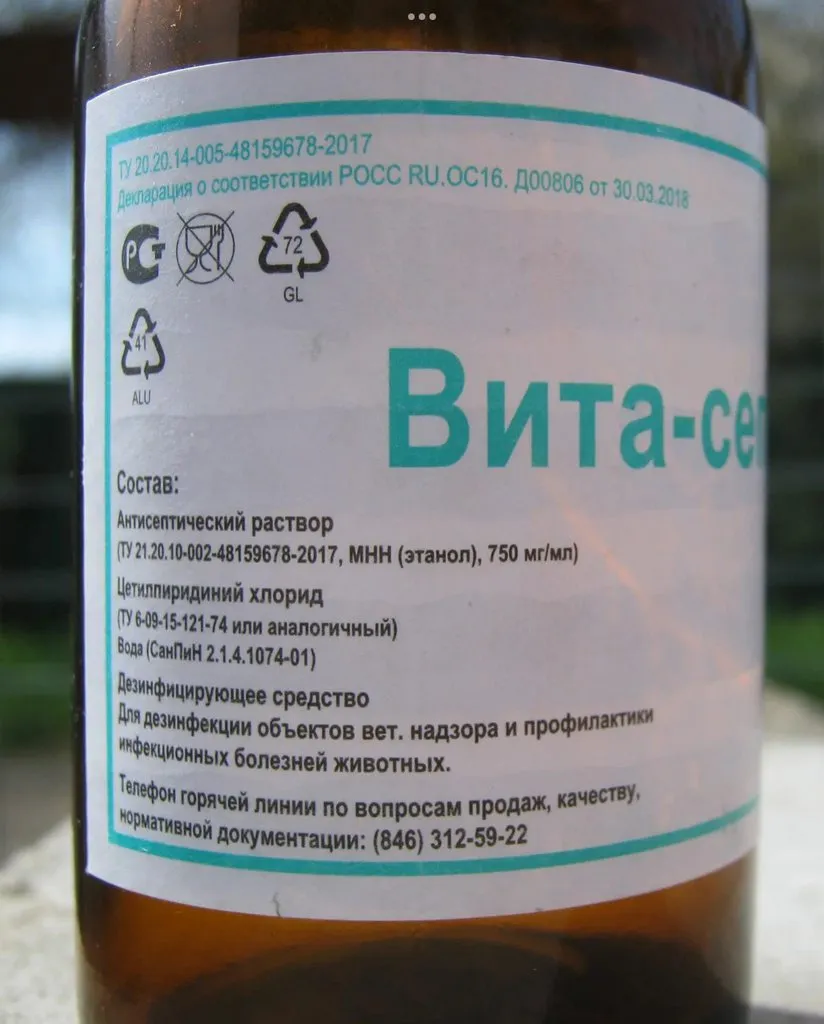 ТУ 20.20.14-005-48159678-2017
Декларация о соответствии РОСС RU.ОС16. Д00806 от 30.03.2018
РСТ
72
GL
41
ALU
Вита-сеп
Состав:
Антисептический раствор
(ТУ 21.20.10-002-48159678-2017, МНН (этанол), 750 мг/мл)
Цетилпиридиний хлорид
(ТУ 6-09-15-121-74 или аналогичный)
Вода (СанПиН 2.1.4.1074-01)
Дезинфицирующее средство
Для дезинфекции объектов вет. надзора и профилактики
инфекционных болезней животных.
Телефон горячей линии по вопросам продаж, качеству,
нормативной документации: (846) 312-59-22